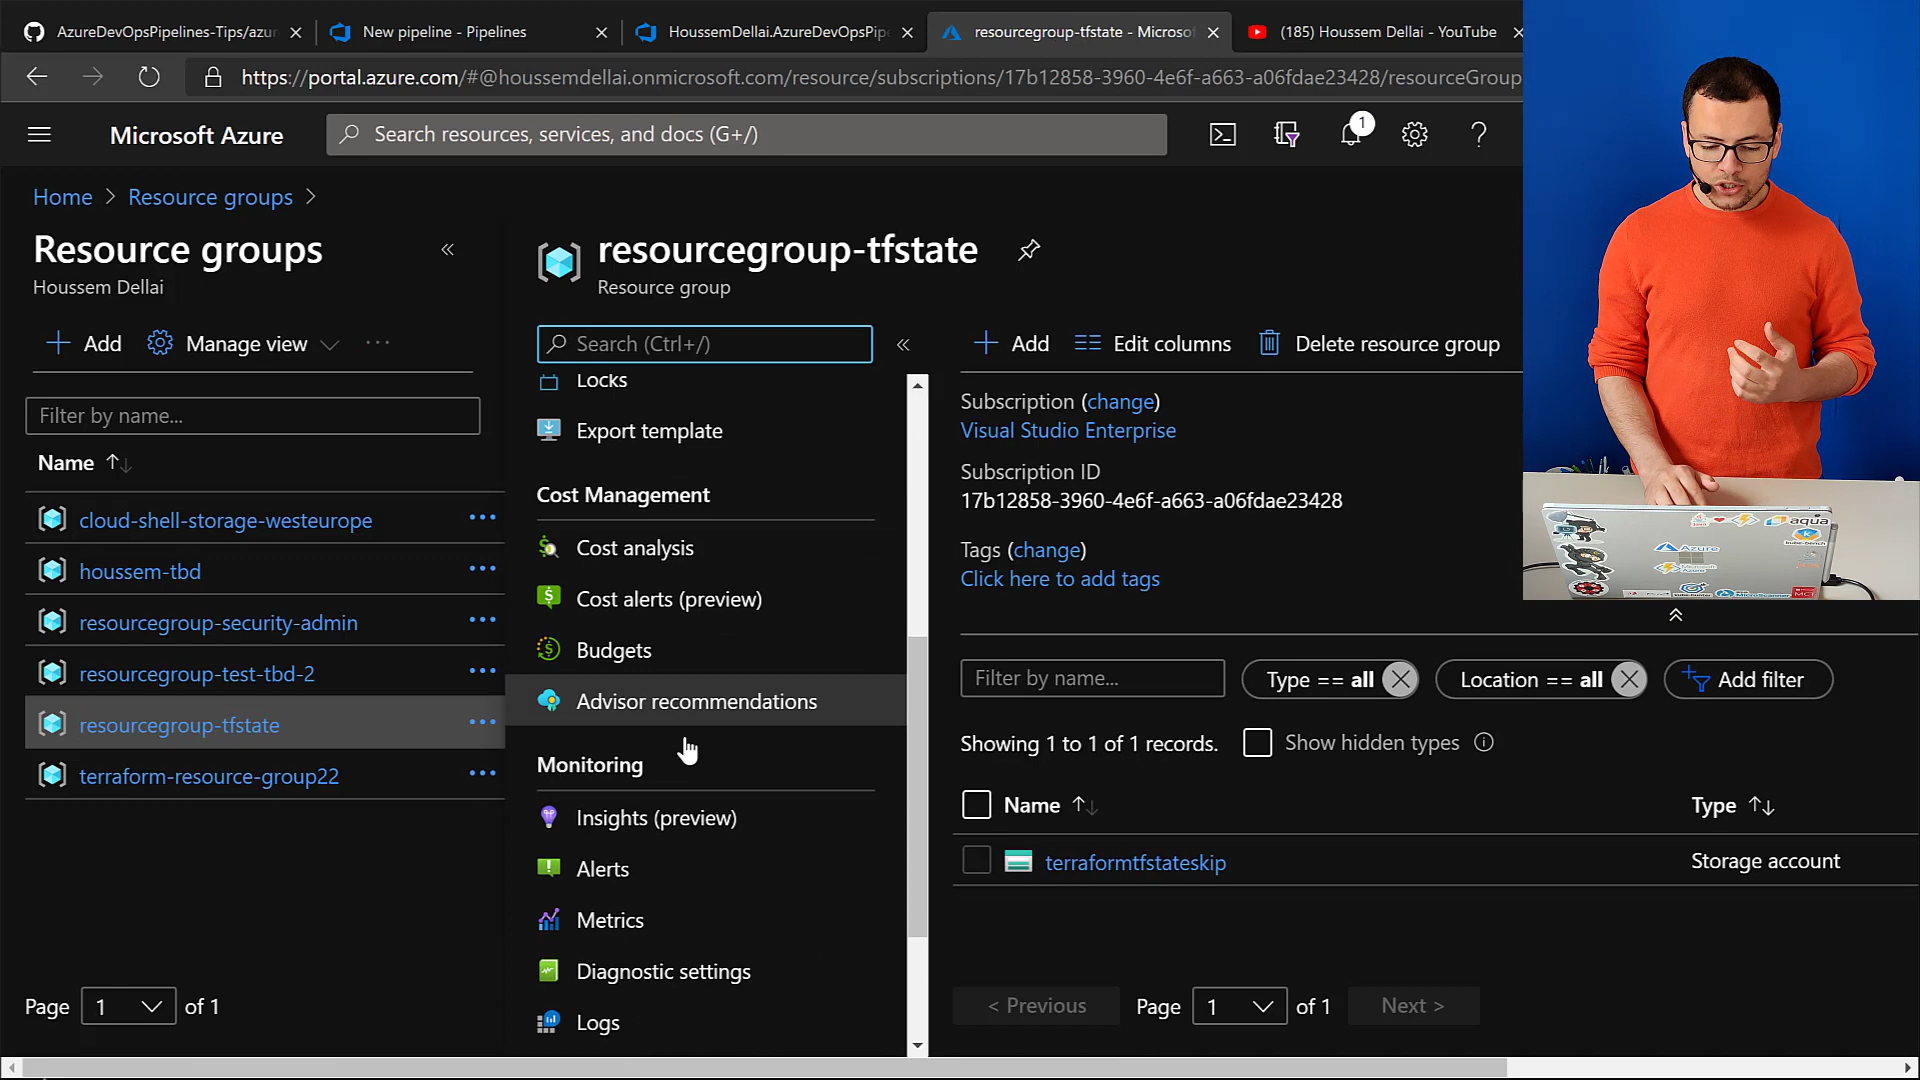 AzureDevOpsPipelines-Tips/azur
New pipeline - Pipelines
HoussemDellai.AzureDevOpsPipe
resourcegroup-tfstate - Microso
(185) Houssem Dellai - YouTube
https://portal.azure.com/#@houssemdellai.onmicrosoft.com/resource/subscriptions/17b12858-3960-4e6f-a663-a06fdae23428/resourceGroup
Microsoft Azure
Search resources, services, and docs (G+/)
1
Home > Resource groups >
Resource groups
Houssem Dellai
Add
Manage view
Filter by name...
Name
cloud-shell-storage-westeurope
houssem-tbd
resourcegroup-security-admin
resourcegroup-test-tbd-2
resourcegroup-tfstate
terraform-resource-group22
Page 1 of 1
resourcegroup-tfstate
Resource group
Search (Ctrl+/)
Locks
Export template
Cost Management
Cost analysis
Cost alerts (preview)
Budgets
Advisor recommendations
Monitoring
Insights (preview)
Alerts
Metrics
Diagnostic settings
Logs
Add
Edit columns
Delete resource group
Subscription (change)
Visual Studio Enterprise
Subscription ID
17b12858-3960-4e6f-a663-a06fdae23428
Tags (change)
Click here to add tags
Filter by name...
Type == all
Location == all
Add filter
Showing 1 to 1 of 1 records.
Show hidden types
Name
Type
terraformtfstateskip
Storage account
< Previous
Page 1 of 1
Next >
aqua
kube-bench
Azure
MicroScanner
MCT